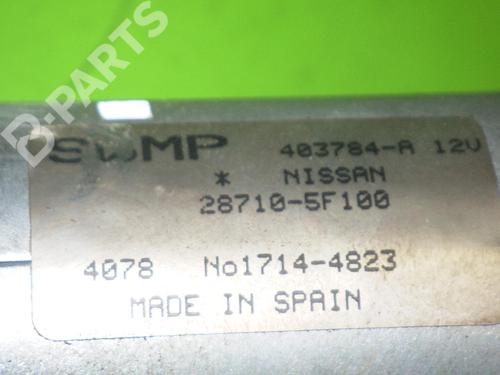 B-PARTS
SWMP 403784-A 12V
* NISSAN
28710-5F100
4078 No1714-4823
MADE IN SPAIN